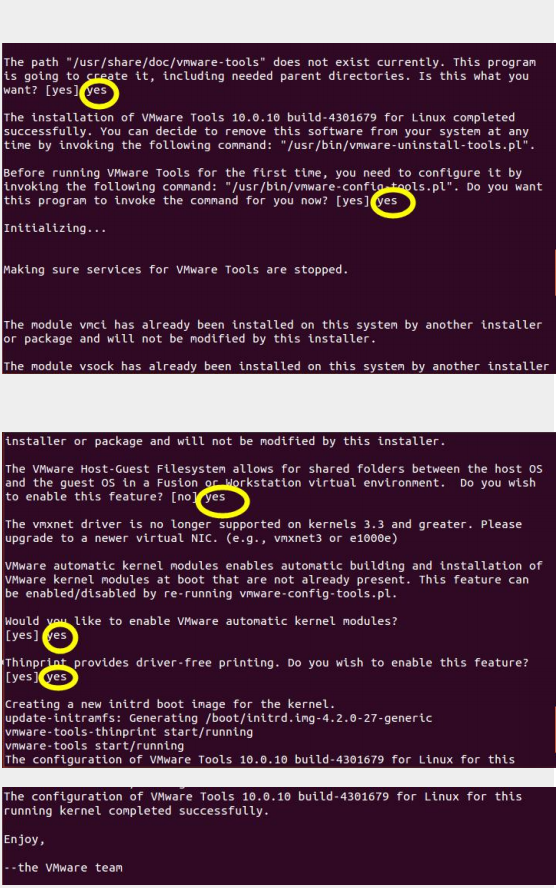 The path "/usr/share/doc/vmware-tools" does not exist currently. This program
is going to create it, including needed parent directories. Is this what you
want? [yes] yes
The installation of VMware Tools 10.0.10 build-4301679 for Linux completed
successfully. You can decide to remove this software from your system at any
time by invoking the following command: "/usr/bin/vmware-uninstall-tools.pl".
Before running VMware Tools for the first time, you need to configure it by
invoking the following command: "/usr/bin/vmware-config-tools.pl". Do you want
this program to invoke the command for you now? [yes] yes
Initializing...
Making sure services for VMware Tools are stopped.
The module vmci has already been installed on this system by another installer
or package and will not be modified by this installer.
The module vsock has already been installed on this system by another installer
installer or package and will not be modified by this installer.
The VMware Host-Guest Filesystem allows for shared folders between the host OS
and the guest OS in a Fusion or Workstation virtual environment.  Do you wish
to enable this feature? [no] yes
The vmxnet driver is no longer supported on kernels 3.3 and greater. Please
upgrade to a newer virtual NIC. (e.g., vmxnet3 or e1000e)
VMware automatic kernel modules enables automatic building and installation of
VMware kernel modules at boot that are not already present. This feature can
be enabled/disabled by re-running vmware-config-tools.pl.
Would you like to enable VMware automatic kernel modules?
[yes] yes
Thinprint provides driver-free printing. Do you wish to enable this feature?
[yes] yes
Creating a new initrd boot image for the kernel.
update-initramfs: Generating /boot/initrd.img-4.2.0-27-generic
vmware-tools-thinprint start/running
vmware-tools start/running
The configuration of VMware Tools 10.0.10 build-4301679 for Linux for this
The configuration of VMware Tools 10.0.10 build-4301679 for Linux for this
running kernel completed successfully.
Enjoy,
--the VMware team